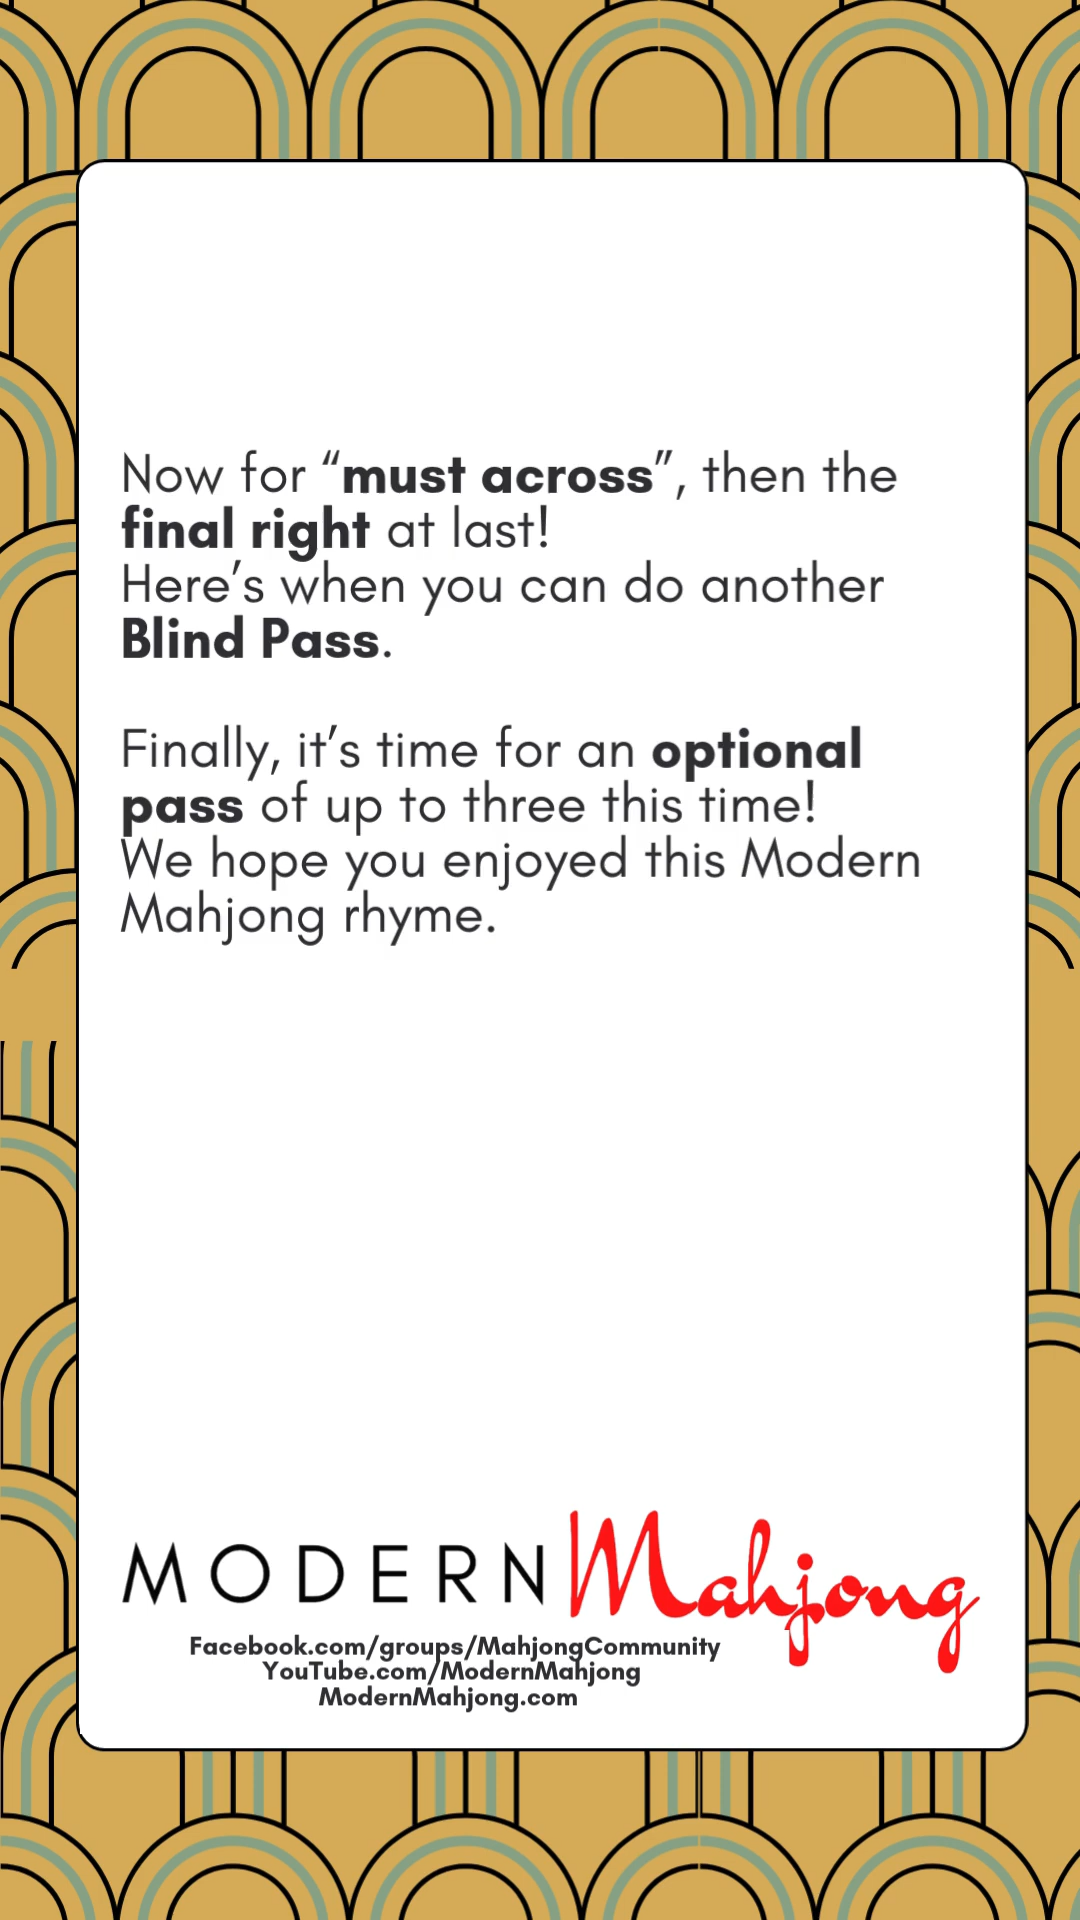 Now for “must across”, then the
final right at last!
Here’s when you can do another
Blind Pass.
Finally, it’s time for an optional
pass of up to three this time!
We hope you enjoyed this Modern
Mahjong rhyme.
MODERN Mahjong
Facebook.com/groups/MahjongCommunity
YouTube.com/ModernMahjong
ModernMahjong.com